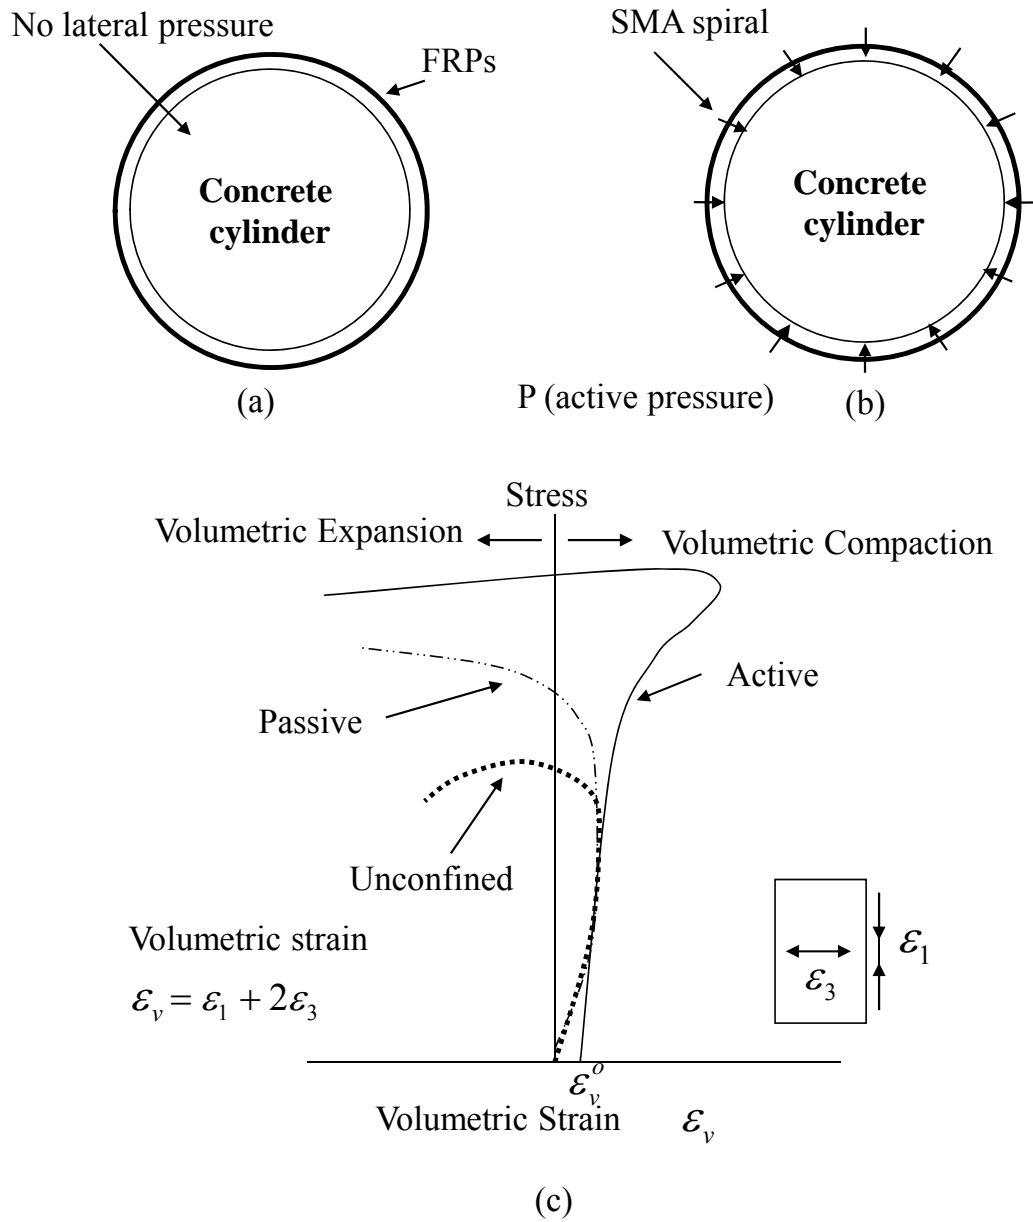 No lateral pressure
FRPs
Concrete
cylinder
(a)
SMA spiral
Concrete
cylinder
P (active pressure)
(b)
Stress
Volumetric Expansion
Volumetric Compaction
Active
Passive
Unconfined
Volumetric strain
εᵥ = ε₁ + 2ε₃
ε₁
ε₃
εᵥᵒ
Volumetric Strain εᵥ
(c)